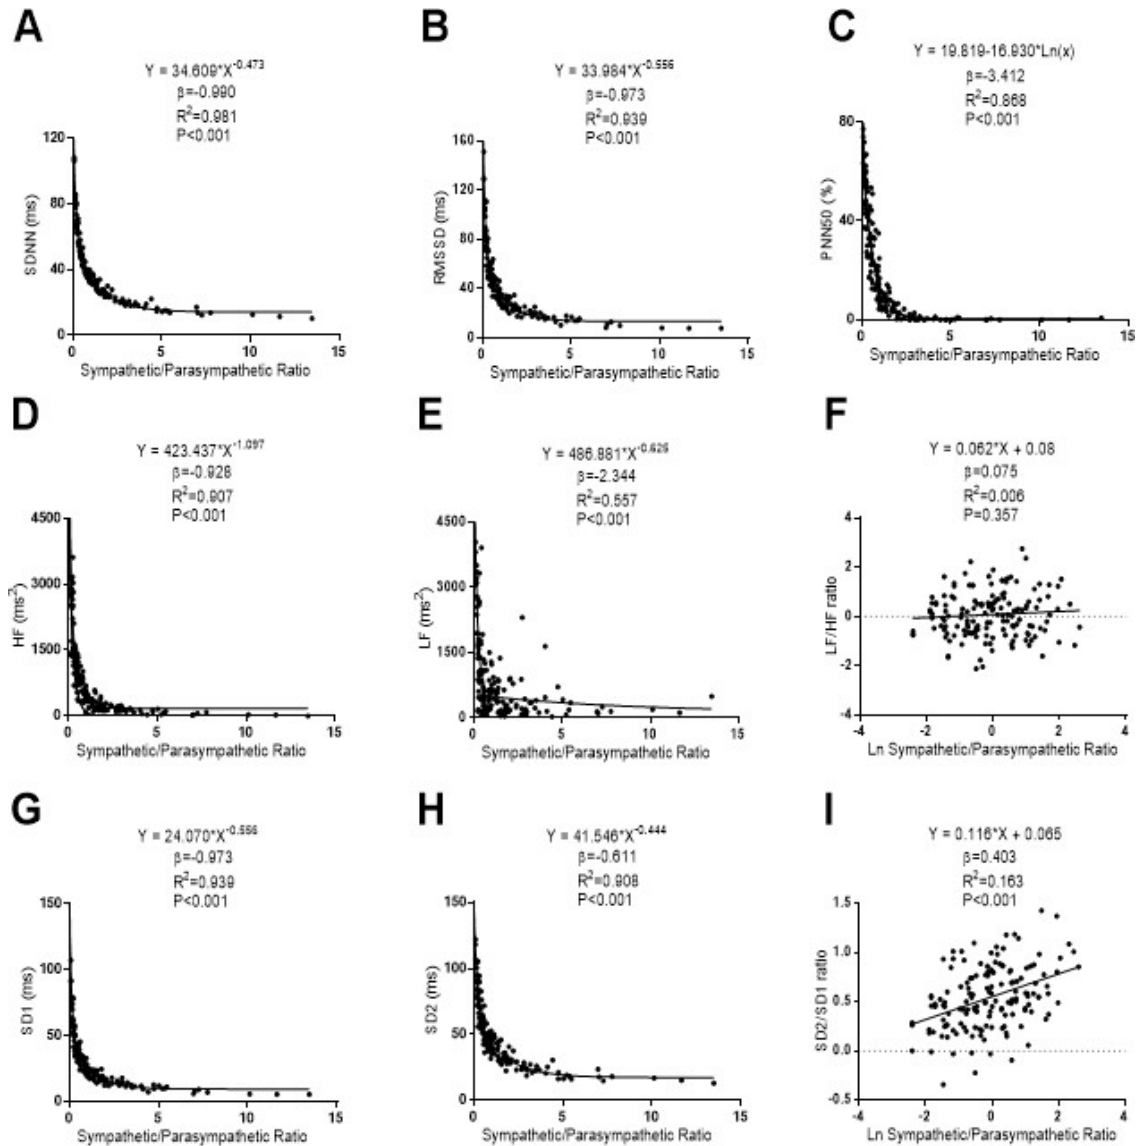 A
Y = 34.609*X^-0.473
β=-0.990
R²=0.981
P<0.001
120
80
40
0
SDNN (ms)
0 5 10 15
Sympathetic/Parasympathetic Ratio
B
Y = 33.984*X^-0.556
β=-0.973
R²=0.939
P<0.001
160
120
80
40
0
RMSSD (ms)
0 5 10 15
Sympathetic/Parasympathetic Ratio
C
Y = 19.819-16.930*Ln(x)
β=-3.412
R²=0.868
P<0.001
80
40
0
PNN50 (%)
0 5 10 15
Sympathetic/Parasympathetic Ratio
D
Y = 423.437*X^-1.097
β=-0.928
R²=0.907
P<0.001
4500
3000
1500
0
HF (ms²)
0 5 10 15
Sympathetic/Parasympathetic Ratio
E
Y = 486.881*X^-0.626
β=-2.344
R²=0.557
P<0.001
4500
3000
1500
0
LF (ms²)
0 5 10 15
Sympathetic/Parasympathetic Ratio
F
Y = 0.062*X + 0.08
β=0.075
R²=0.006
P=0.357
4
2
0
-2
-4
LF/HF ratio
-4 -2 0 2 4
Ln Sympathetic/Parasympathetic Ratio
G
Y = 24.070*X^-0.556
β=-0.973
R²=0.939
P<0.001
150
100
50
0
SD1 (ms)
0 5 10 15
Sympathetic/Parasympathetic Ratio
H
Y = 41.546*X^-0.444
β=-0.611
R²=0.908
P<0.001
150
100
50
0
SD2 (ms)
0 5 10 15
Sympathetic/Parasympathetic Ratio
I
Y = 0.116*X + 0.065
β=0.403
R²=0.163
P<0.001
1.5
1.0
0.5
0.0
-0.5
SD2/SD1 ratio
-4 -2 0 2 4
Ln Sympathetic/Parasympathetic Ratio